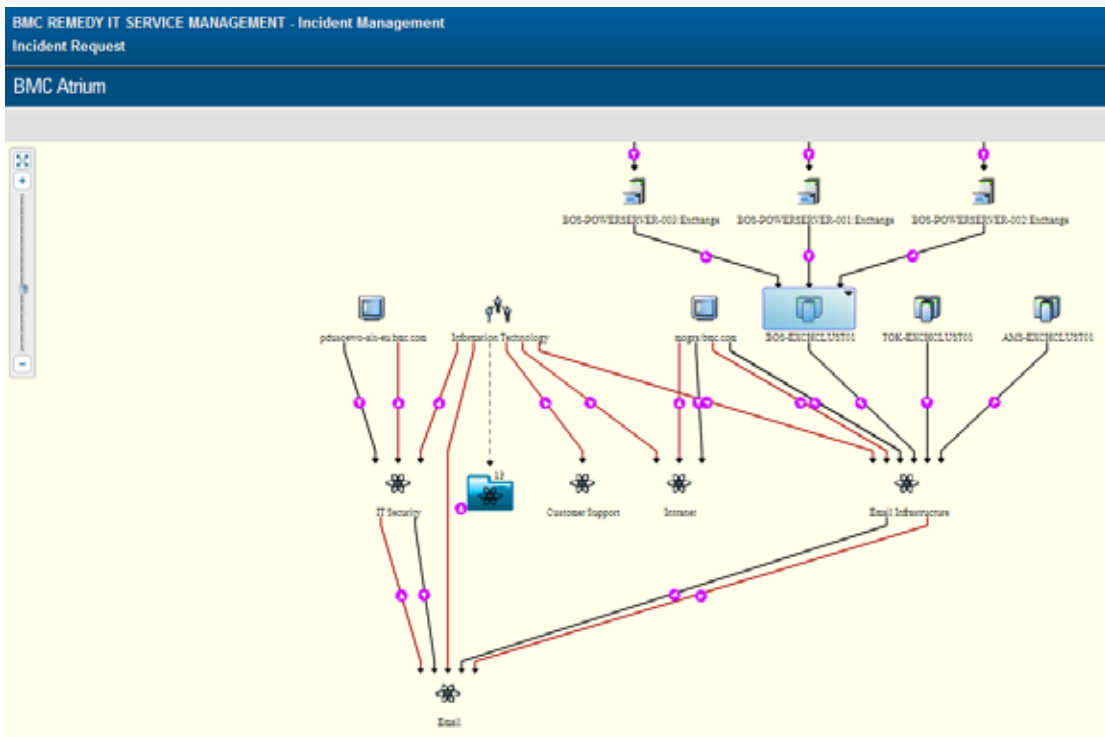 BMC REMEDY IT SERVICE MANAGEMENT - Incident Management
Incident Request
BMC Atrium
BOS-POWERSERVER-003:Exchange BOS-POWERSERVER-001:Exchange BOS-POWERSERVER-002:Exchange
Information Technology BOS-EXCHCLUST01 TOK-EXCHCLUST01 AMS-EXCHCLUST01
13
IT Security Customer Support Intranet Email Infrastructure
Email